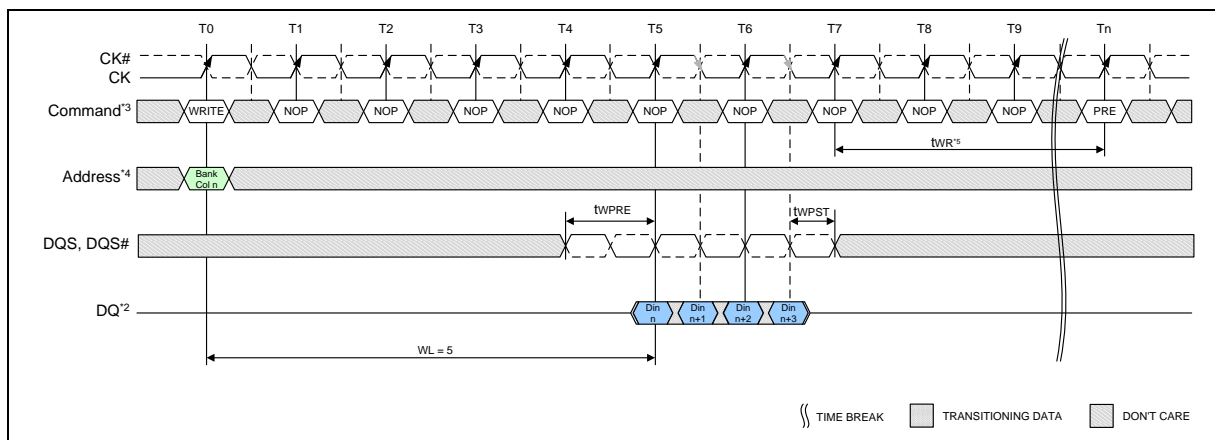 T0 T1 T2 T3 T4 T5 T6 T7 T8 T9 Tn
CK#
CK
Command*3 WRITE NOP NOP NOP NOP NOP NOP NOP NOP NOP PRE
tWR*5
Address*4 Bank
Col n
tWPRE tWPST
DQS, DQS#
DQ*2 Din
n Din
n+1 Din
n+2 Din
n+3
WL = 5
TIME BREAK TRANSITIONING DATA DON'T CARE